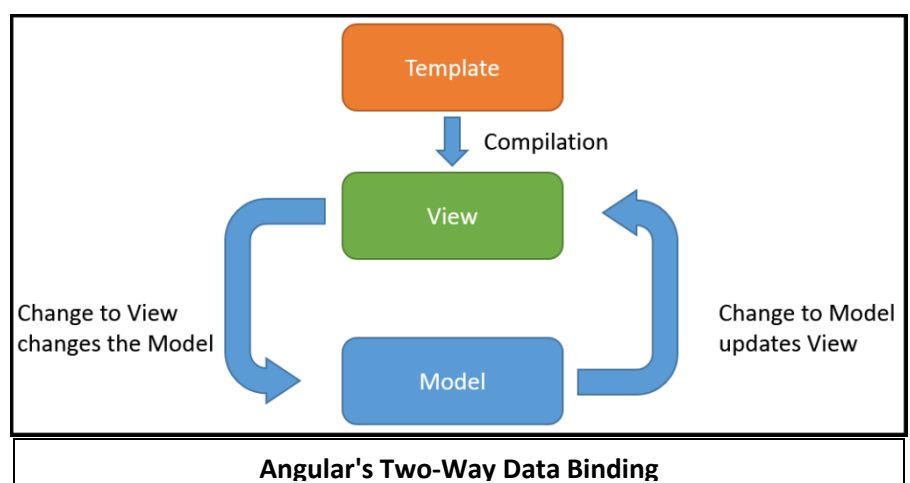 Template
Compilation
View
Change to View
changes the Model
Change to Model
updates View
Model
Angular's Two-Way Data Binding